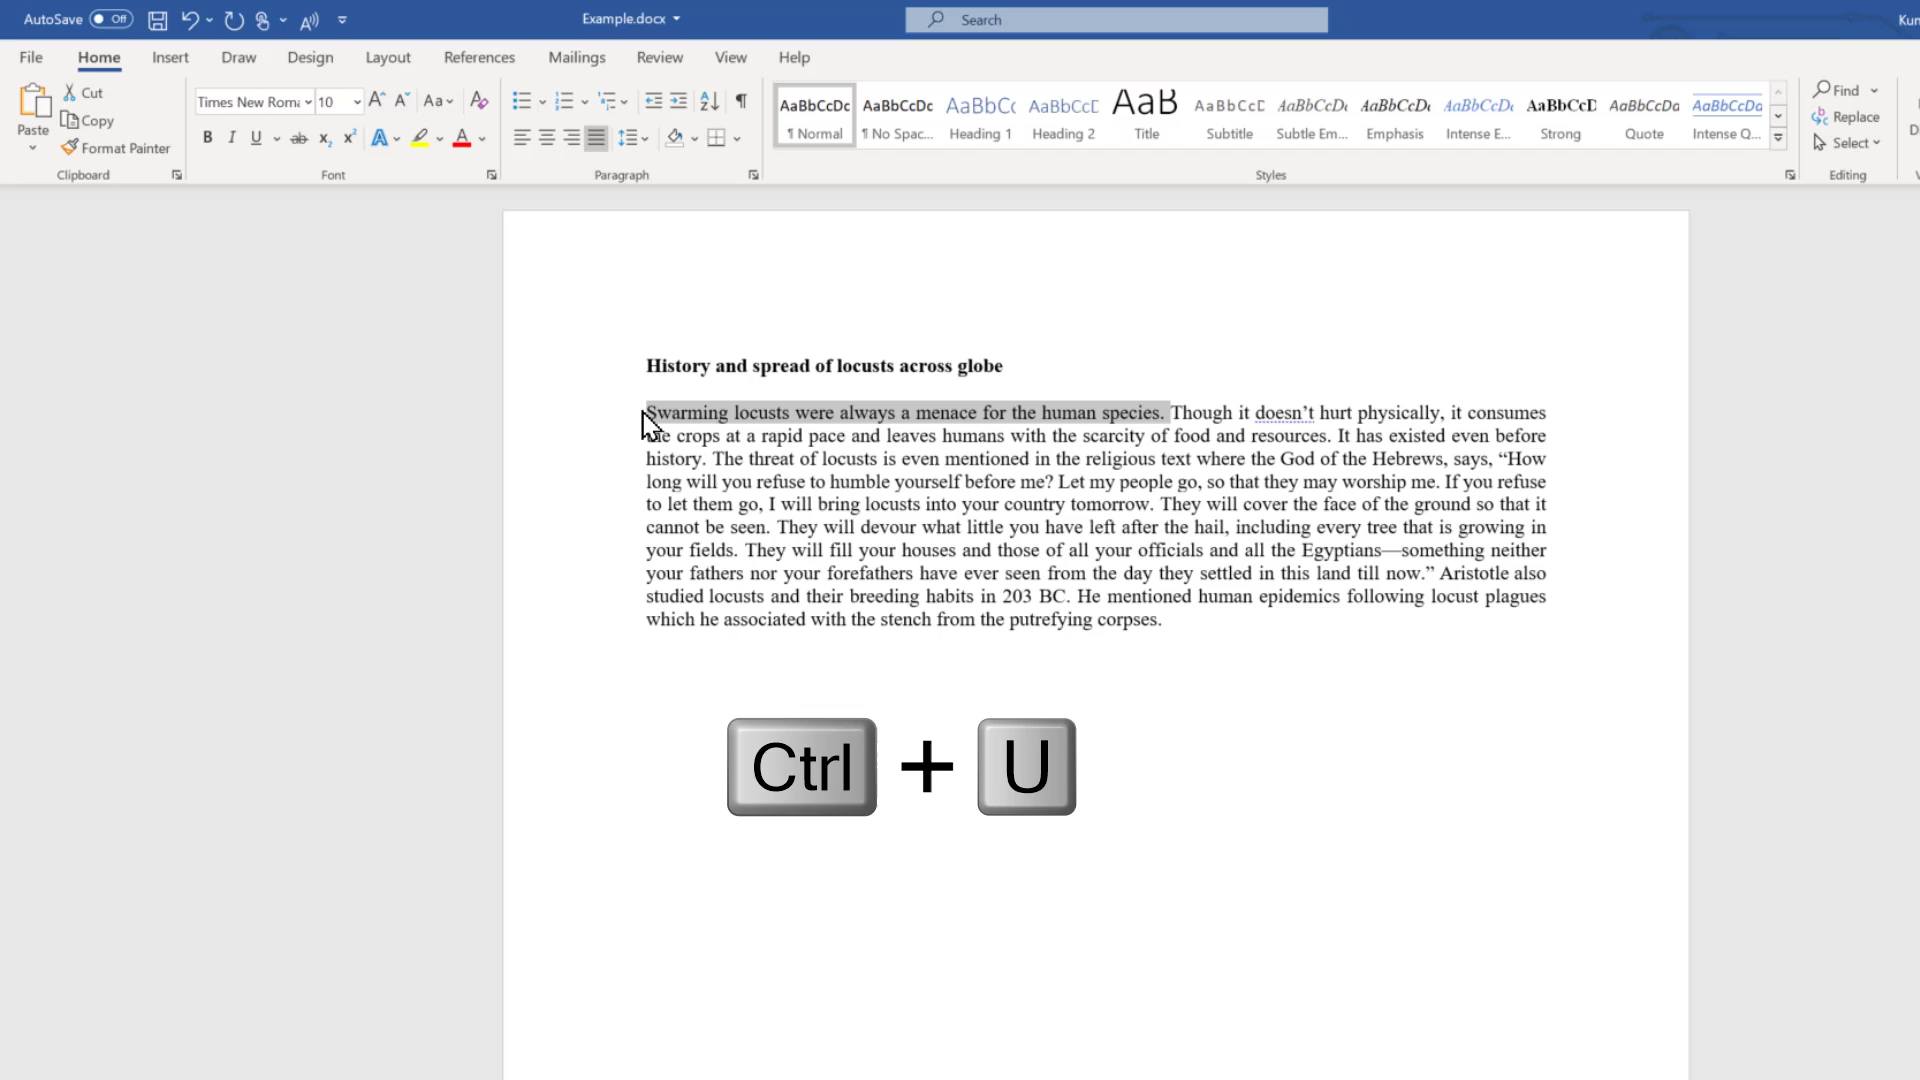 AutoSave Off Example.docx Search
File Home Insert Draw Design Layout References Mailings Review View Help
Paste Cut Copy Format Painter
Clipboard
Times New Roma 10
Font
Paragraph
AaBbCcDc ¶ Normal
AaBbCcDc ¶ No Spac...
AaBbCc Heading 1
AaBbCcD Heading 2
AaB Title
AaBbCcD Subtitle
AaBbCcDc Subtle Em...
AaBbCcDc Emphasis
AaBbCcDc Intense E...
AaBbCcD Strong
AaBbCcDd Quote
AaBbCcDd Intense Q...
Styles
Find
Replace
Select
Editing
History and spread of locusts across globe
Swarming locusts were always a menace for the human species. Though it doesn’t hurt physically, it consumes
the crops at a rapid pace and leaves humans with the scarcity of food and resources. It has existed even before
history. The threat of locusts is even mentioned in the religious text where the God of the Hebrews, says, “How
long will you refuse to humble yourself before me? Let my people go, so that they may worship me. If you refuse
to let them go, I will bring locusts into your country tomorrow. They will cover the face of the ground so that it
cannot be seen. They will devour what little you have left after the hail, including every tree that is growing in
your fields. They will fill your houses and those of all your officials and all the Egyptians—something neither
your fathers nor your forefathers have ever seen from the day they settled in this land till now.” Aristotle also
studied locusts and their breeding habits in 203 BC. He mentioned human epidemics following locust plagues
which he associated with the stench from the putrefying corpses.
Ctrl + U